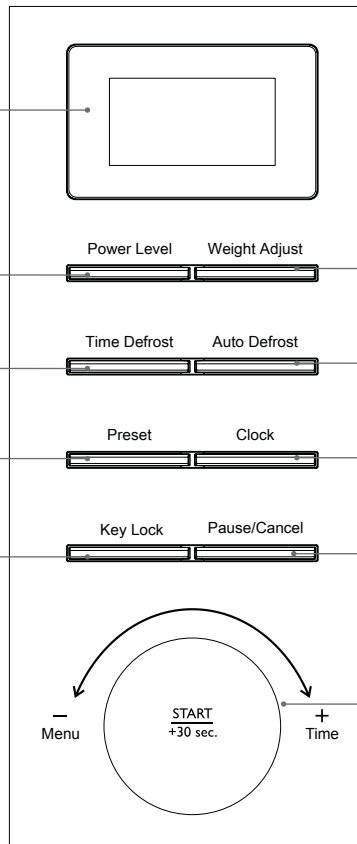 Power Level Weight Adjust
Time Defrost Auto Defrost
Preset Clock
Key Lock Pause/Cancel
START
+30 sec.
− +
Menu Time